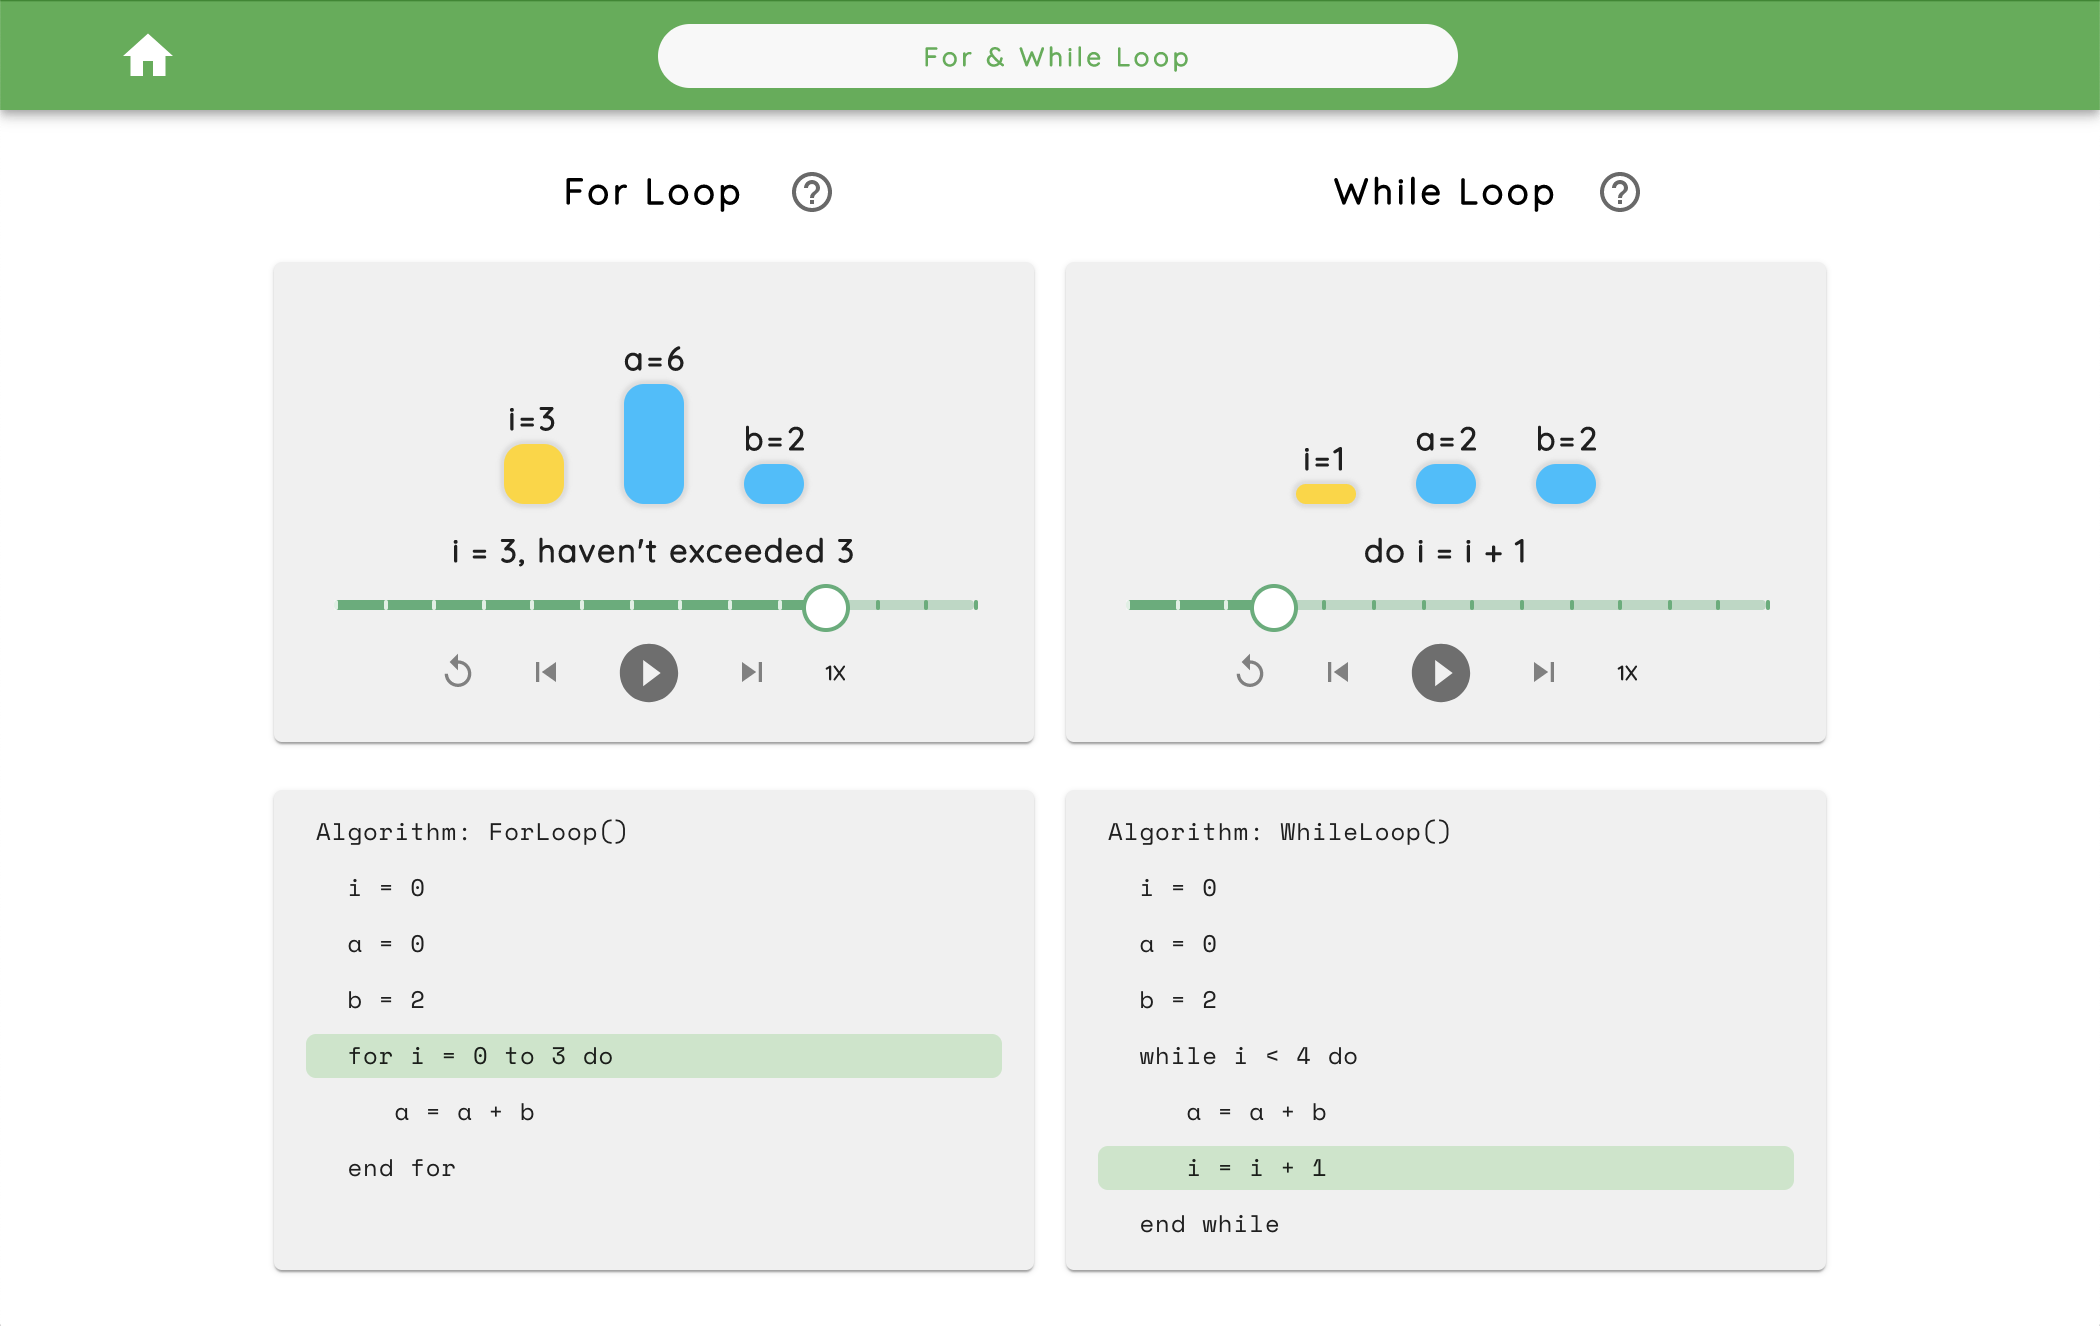 For & While Loop
For Loop
a=6
i=3
b=2
i = 3, haven't exceeded 3
1X
Algorithm: ForLoop()
i = 0
a = 0
b = 2
for i = 0 to 3 do
a = a + b
end for
While Loop
a=2
b=2
i=1
do i = i + 1
1X
Algorithm: WhileLoop()
i = 0
a = 0
b = 2
while i < 4 do
a = a + b
i = i + 1
end while